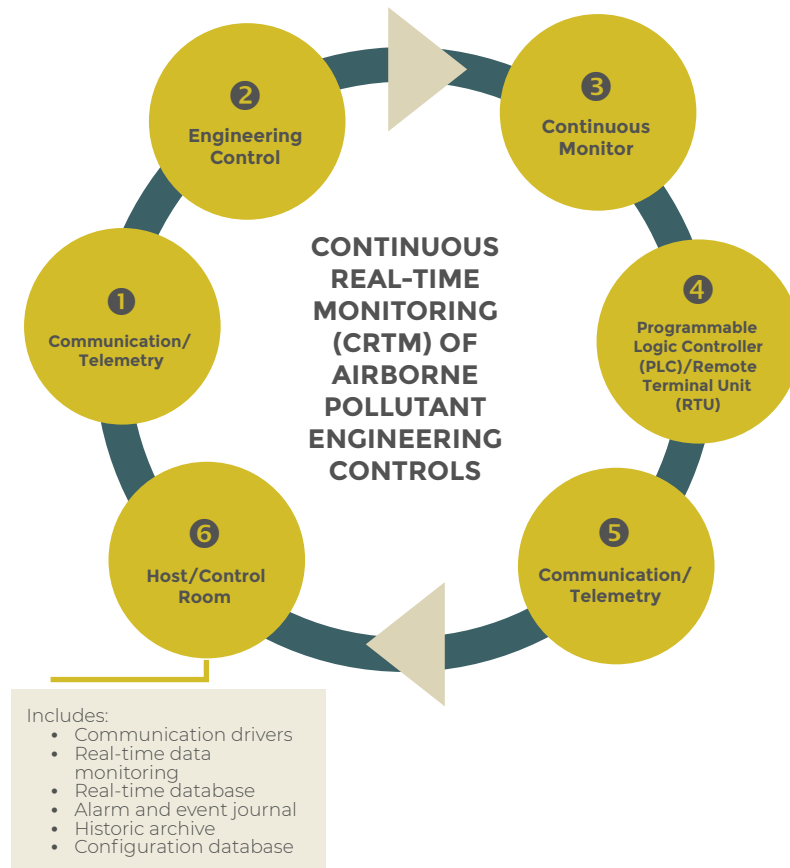 CONTINUOUS
REAL-TIME
MONITORING
(CRTM) OF
AIRBORNE
POLLUTANT
ENGINEERING
CONTROLS
1
Communication/
Telemetry
2
Engineering
Control
3
Continuous
Monitor
4
Programmable
Logic Controller
(PLC)/Remote
Terminal Unit
(RTU)
5
Communication/
Telemetry
6
Host/Control
Room
Includes:
• Communication drivers
• Real-time data
monitoring
• Real-time database
• Alarm and event journal
• Historic archive
• Configuration database